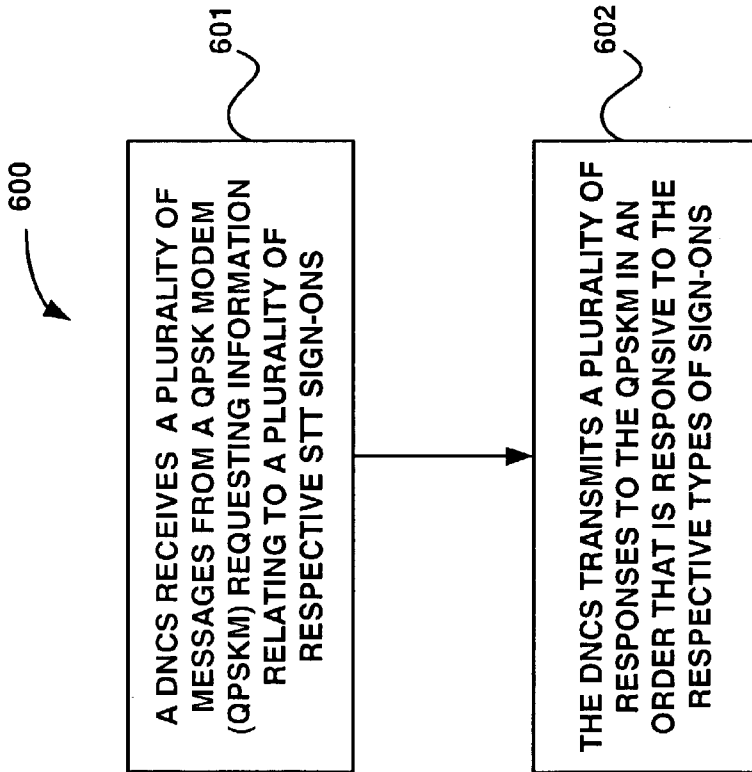 600
A DNCS RECEIVES A PLURALITY OF
MESSAGES FROM A QPSK MODEM
(QPSKM) REQUESTING INFORMATION
RELATING TO A PLURALITY OF
RESPECTIVE STT SIGN-ONS
601
THE DNCS TRANSMITS A PLURALITY OF
RESPONSES TO THE QPSKM IN AN
ORDER THAT IS RESPONSIVE TO THE
RESPECTIVE TYPES OF SIGN-ONS
602